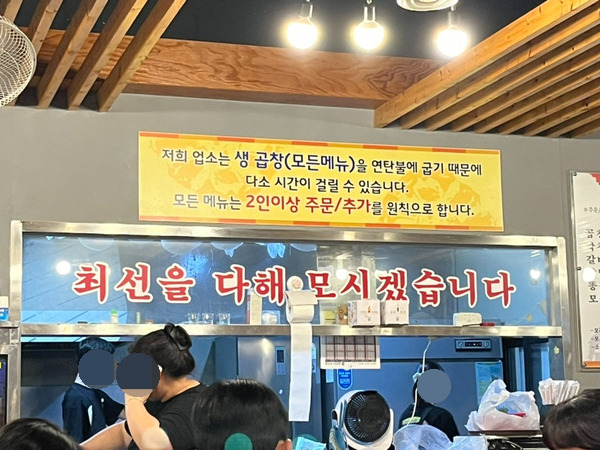 저희 업소는 생 곱창(모든메뉴)을 연탄불에 굽기 때문에
다소 시간이 걸릴 수 있습니다.
모든 메뉴는 2인이상 주문/추가를 원칙으로 합니다.
최선을 다해 모시겠습니다